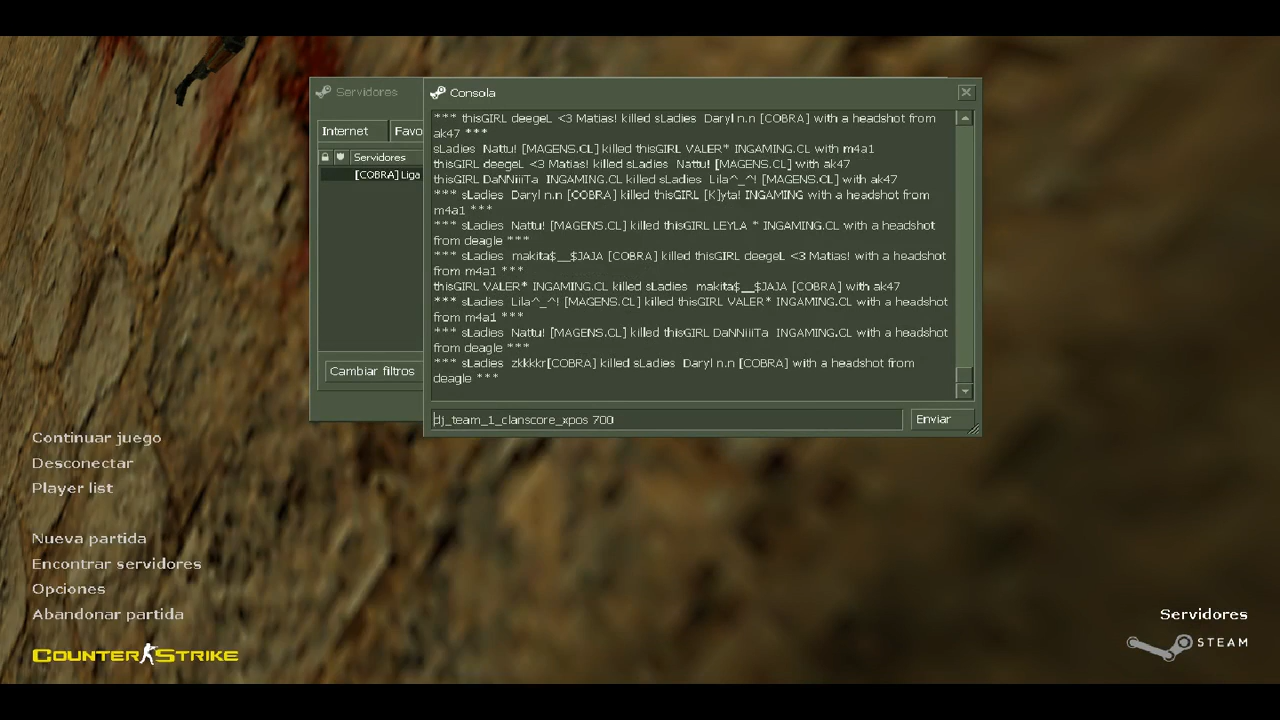 Servidores
Consola
Internet
Favo
Servidores
[COBRA] Liga
*** thisGIRL deegeL <3 Matias! killed sLadies Daryl n.n [COBRA] with a headshot from
ak47 ***
sLadies Nattu! [MAGENS.CL] killed thisGIRL VALER* INGAMING.CL with m4a1
thisGIRL deegeL <3 Matias! killed sLadies Nattu! [MAGENS.CL] with ak47
thisGIRL DaNNiiiTa INGAMING.CL killed sLadies Lila^_^! [MAGENS.CL] with ak47
*** sLadies Daryl n.n [COBRA] killed thisGIRL [K]yta! INGAMING with a headshot from
m4a1 ***
*** sLadies Nattu! [MAGENS.CL] killed thisGIRL LEYLA * INGAMING.CL with a headshot
from deagle ***
*** sLadies makita$__$JAJA [COBRA] killed thisGIRL deegeL <3 Matias! with a headshot
from m4a1 ***
thisGIRL VALER* INGAMING.CL killed sLadies makita$__$JAJA [COBRA] with ak47
*** sLadies Lila^_^! [MAGENS.CL] killed thisGIRL VALER* INGAMING.CL with a headshot
from m4a1 ***
*** sLadies Nattu! [MAGENS.CL] killed thisGIRL DaNNiiiTa INGAMING.CL with a headshot
from deagle ***
*** sLadies zkkkkr[COBRA] killed sLadies Daryl n.n [COBRA] with a headshot from
deagle ***
Cambiar filtros
dj_team_1_clanscore_xpos 700
Enviar
Continuar juego
Desconectar
Player list
Nueva partida
Encontrar servidores
Opciones
Abandonar partida
COUNTER STRIKE
Servidores
STEAM